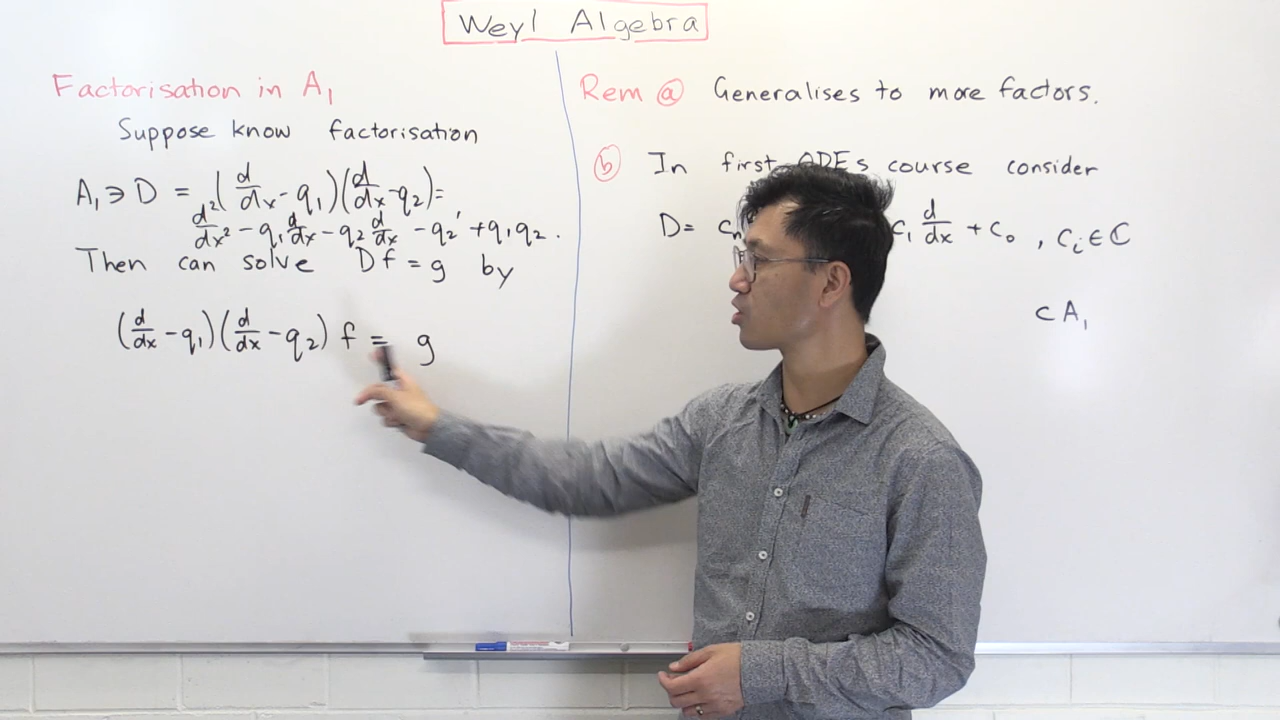 Weyl Algebra
Factorisation in A₁
Suppose know factorisation
A₁ ∋ D = (d/dx - q₁)(d/dx - q₂) =
d²/dx² - q₁ d/dx - q₂ d/dx - q₂' + q₁q₂.
Then can solve Df = g by
(d/dx - q₁)(d/dx - q₂) f = g
Rem ⓐ Generalises to more factors.
ⓑ In first ODEs course consider
D = cₙ c₁ d/dx + c₀ , cᵢ ∈ ℂ
⊂ A₁